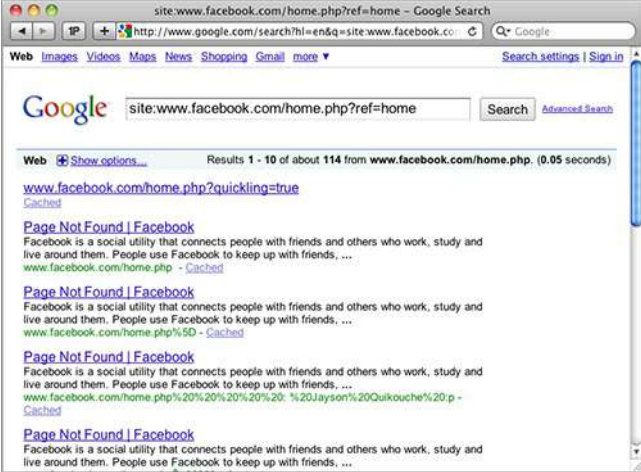 site:www.facebook.com/home.php?ref=home – Google Search
1P + http://www.google.com/search?hl=en&q=site:www.facebook.co Google
Web Images Videos Maps News Shopping Gmail more ▼ Search settings | Sign in
Google site:www.facebook.com/home.php?ref=home Search Advanced Search
Web Show options... Results 1 - 10 of about 114 from www.facebook.com/home.php. (0.05 seconds)
www.facebook.com/home.php?quickling=true
Cached
Page Not Found | Facebook
Facebook is a social utility that connects people with friends and others who work, study and
live around them. People use Facebook to keep up with friends, ...
www.facebook.com/home.php - Cached
Page Not Found | Facebook
Facebook is a social utility that connects people with friends and others who work, study and
live around them. People use Facebook to keep up with friends, ...
www.facebook.com/home.php%5D - Cached
Page Not Found | Facebook
Facebook is a social utility that connects people with friends and others who work, study and
live around them. People use Facebook to keep up with friends, ...
www.facebook.com/home.php%20%20%20%20%20: %20Jayson%20Quikouche%20:p -
Cached
Page Not Found | Facebook
Facebook is a social utility that connects people with friends and others who work, study and
live around them. People use Facebook to keep up with friends, ...